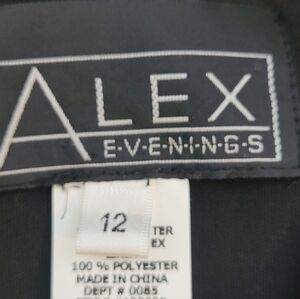 ALEX
E·V·E·N·I·N·G·S
12
TER
EX
100 % POLYESTER
MADE IN CHINA
DEPT # 0085